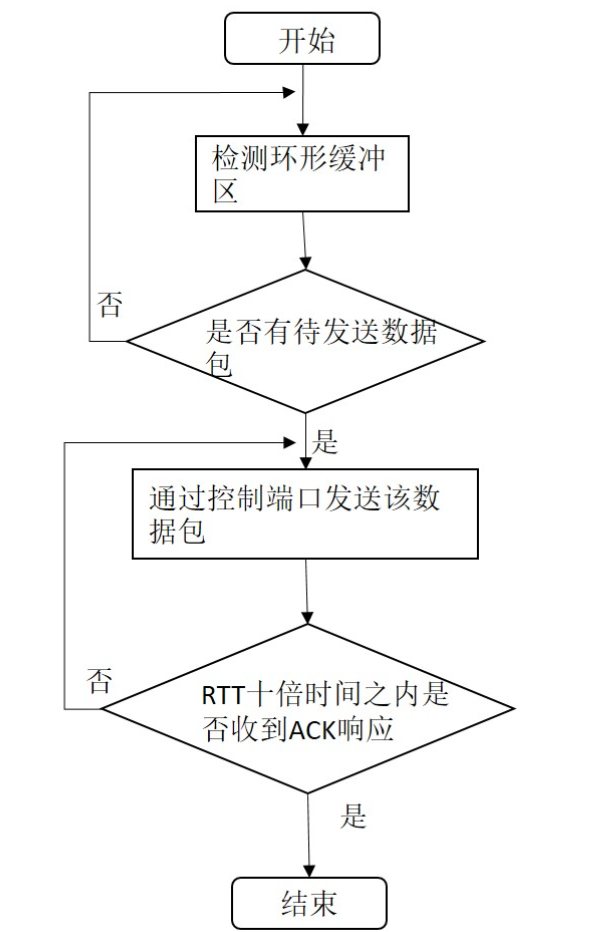 开始
检测环形缓冲
区
否
是否有待发送数据
包
是
通过控制端口发送该数
据包
否
RTT十倍时间之内是
否收到ACK响应
是
结束